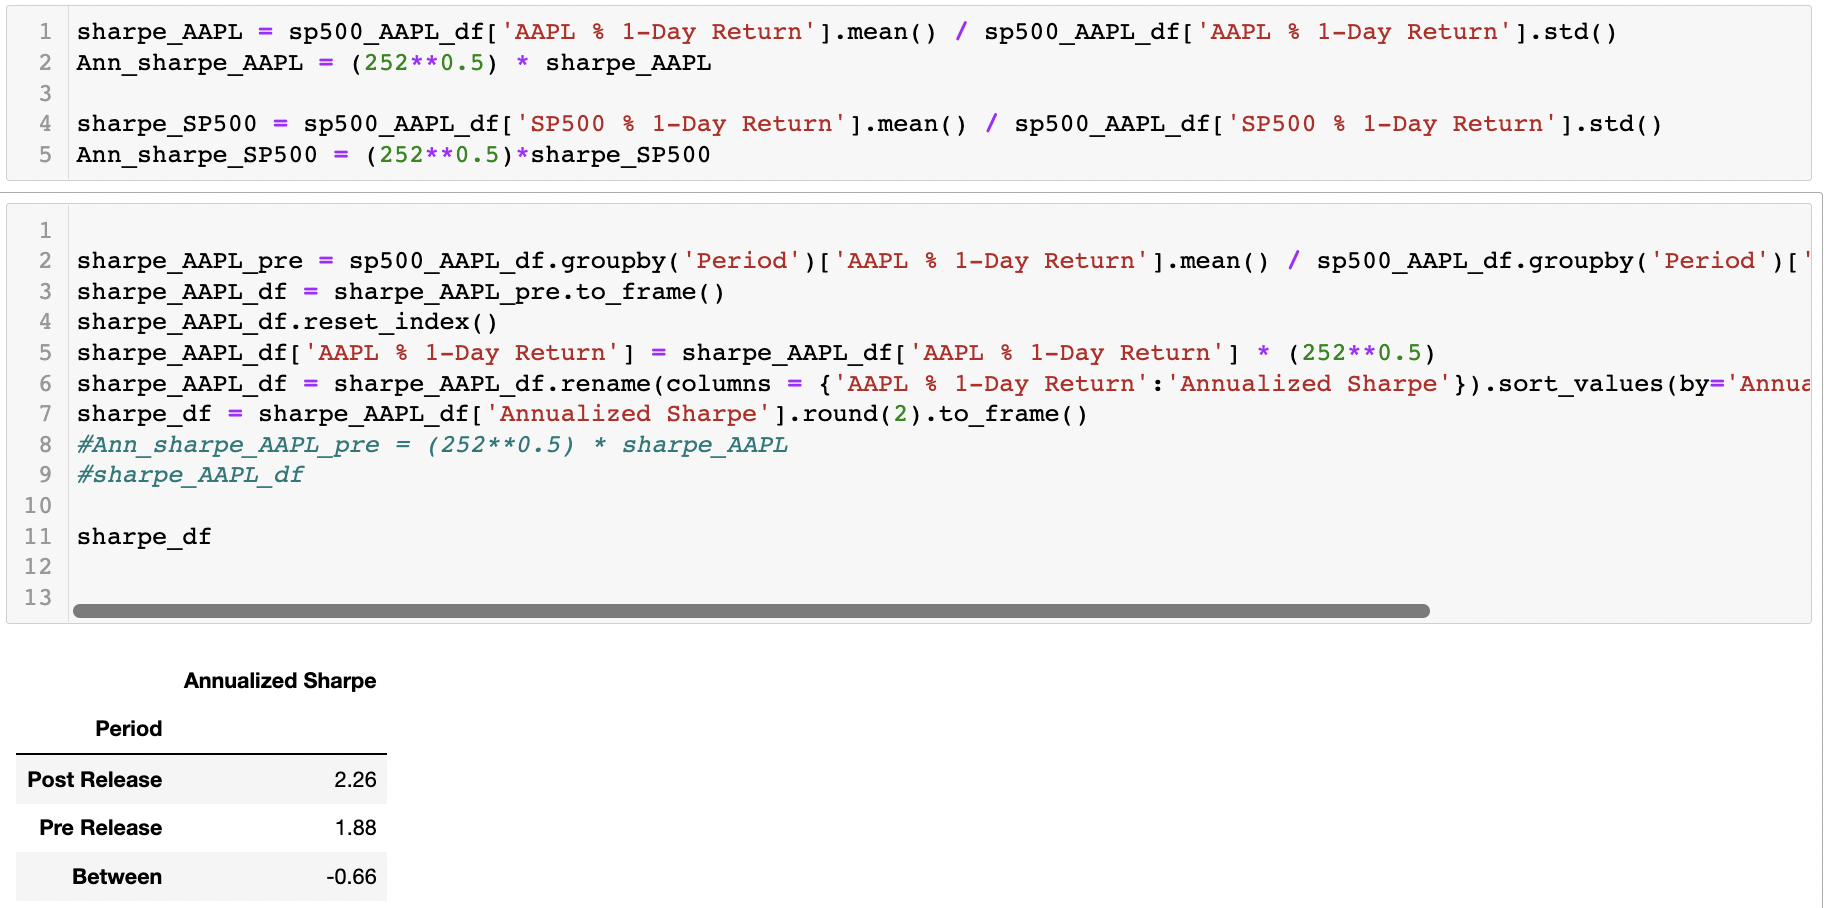 1 sharpe_AAPL = sp500_AAPL_df['AAPL % 1-Day Return'].mean() / sp500_AAPL_df['AAPL % 1-Day Return'].std()
2 Ann_sharpe_AAPL = (252**0.5) * sharpe_AAPL
3
4 sharpe_SP500 = sp500_AAPL_df['SP500 % 1-Day Return'].mean() / sp500_AAPL_df['SP500 % 1-Day Return'].std()
5 Ann_sharpe_SP500 = (252**0.5)*sharpe_SP500
1
2 sharpe_AAPL_pre = sp500_AAPL_df.groupby('Period')['AAPL % 1-Day Return'].mean() / sp500_AAPL_df.groupby('Period')['
3 sharpe_AAPL_df = sharpe_AAPL_pre.to_frame()
4 sharpe_AAPL_df.reset_index()
5 sharpe_AAPL_df['AAPL % 1-Day Return'] = sharpe_AAPL_df['AAPL % 1-Day Return'] * (252**0.5)
6 sharpe_AAPL_df = sharpe_AAPL_df.rename(columns = {'AAPL % 1-Day Return':'Annualized Sharpe'}).sort_values(by='Annua
7 sharpe_df = sharpe_AAPL_df['Annualized Sharpe'].round(2).to_frame()
8 #Ann_sharpe_AAPL_pre = (252**0.5) * sharpe_AAPL
9 #sharpe_AAPL_df
10
11 sharpe_df
12
13
Annualized Sharpe
Period
Post Release 2.26
Pre Release 1.88
Between -0.66